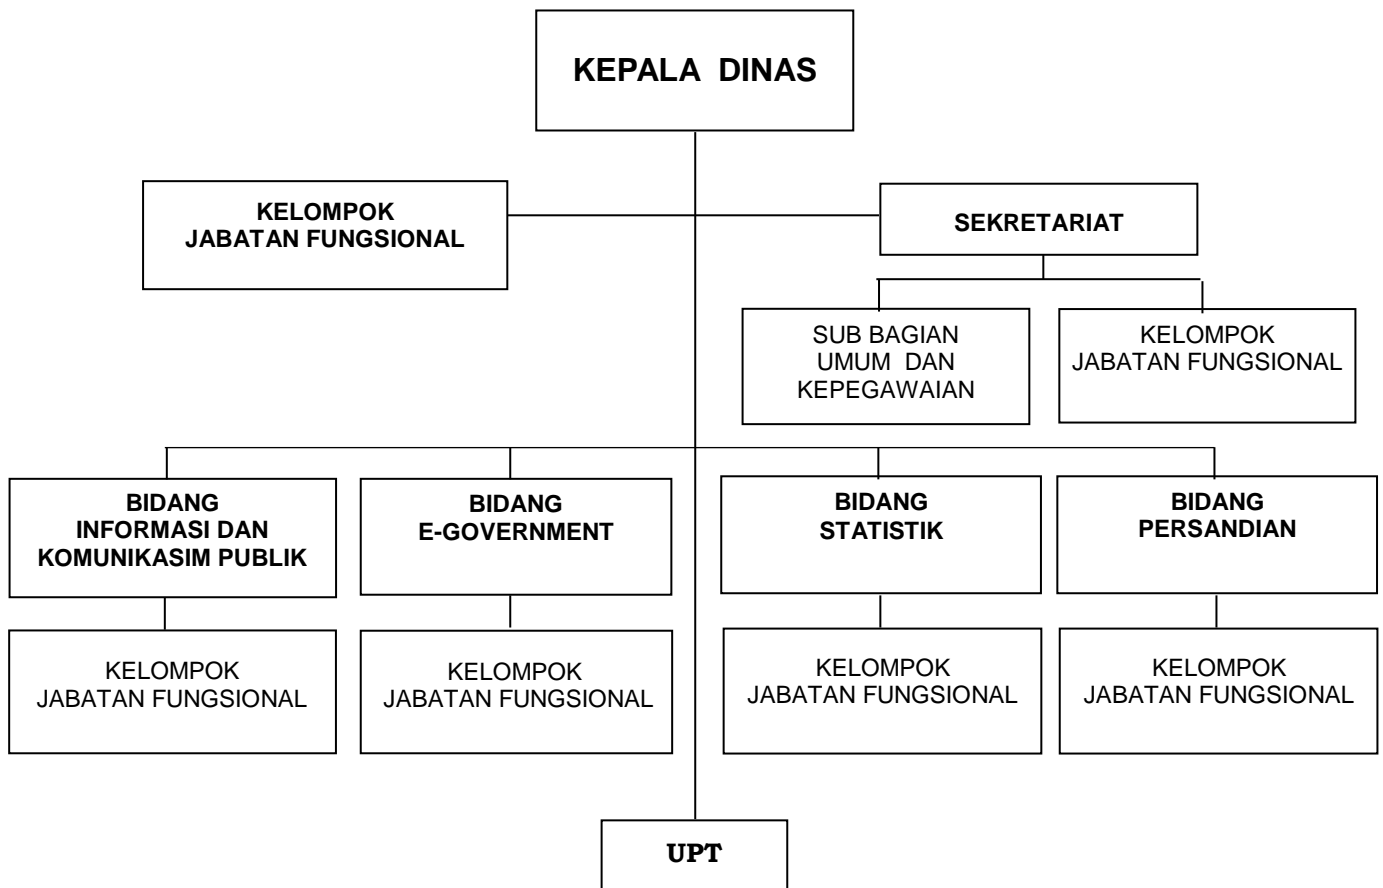 KEPALA DINAS
KELOMPOK
JABATAN FUNGSIONAL
SEKRETARIAT
SUB BAGIAN
UMUM DAN
KEPEGAWAIAN
KELOMPOK
JABATAN FUNGSIONAL
BIDANG
INFORMASI DAN
KOMUNIKASIM PUBLIK
BIDANG
E-GOVERNMENT
BIDANG
STATISTIK
BIDANG
PERSANDIAN
KELOMPOK
JABATAN FUNGSIONAL
KELOMPOK
JABATAN FUNGSIONAL
KELOMPOK
JABATAN FUNGSIONAL
KELOMPOK
JABATAN FUNGSIONAL
UPT